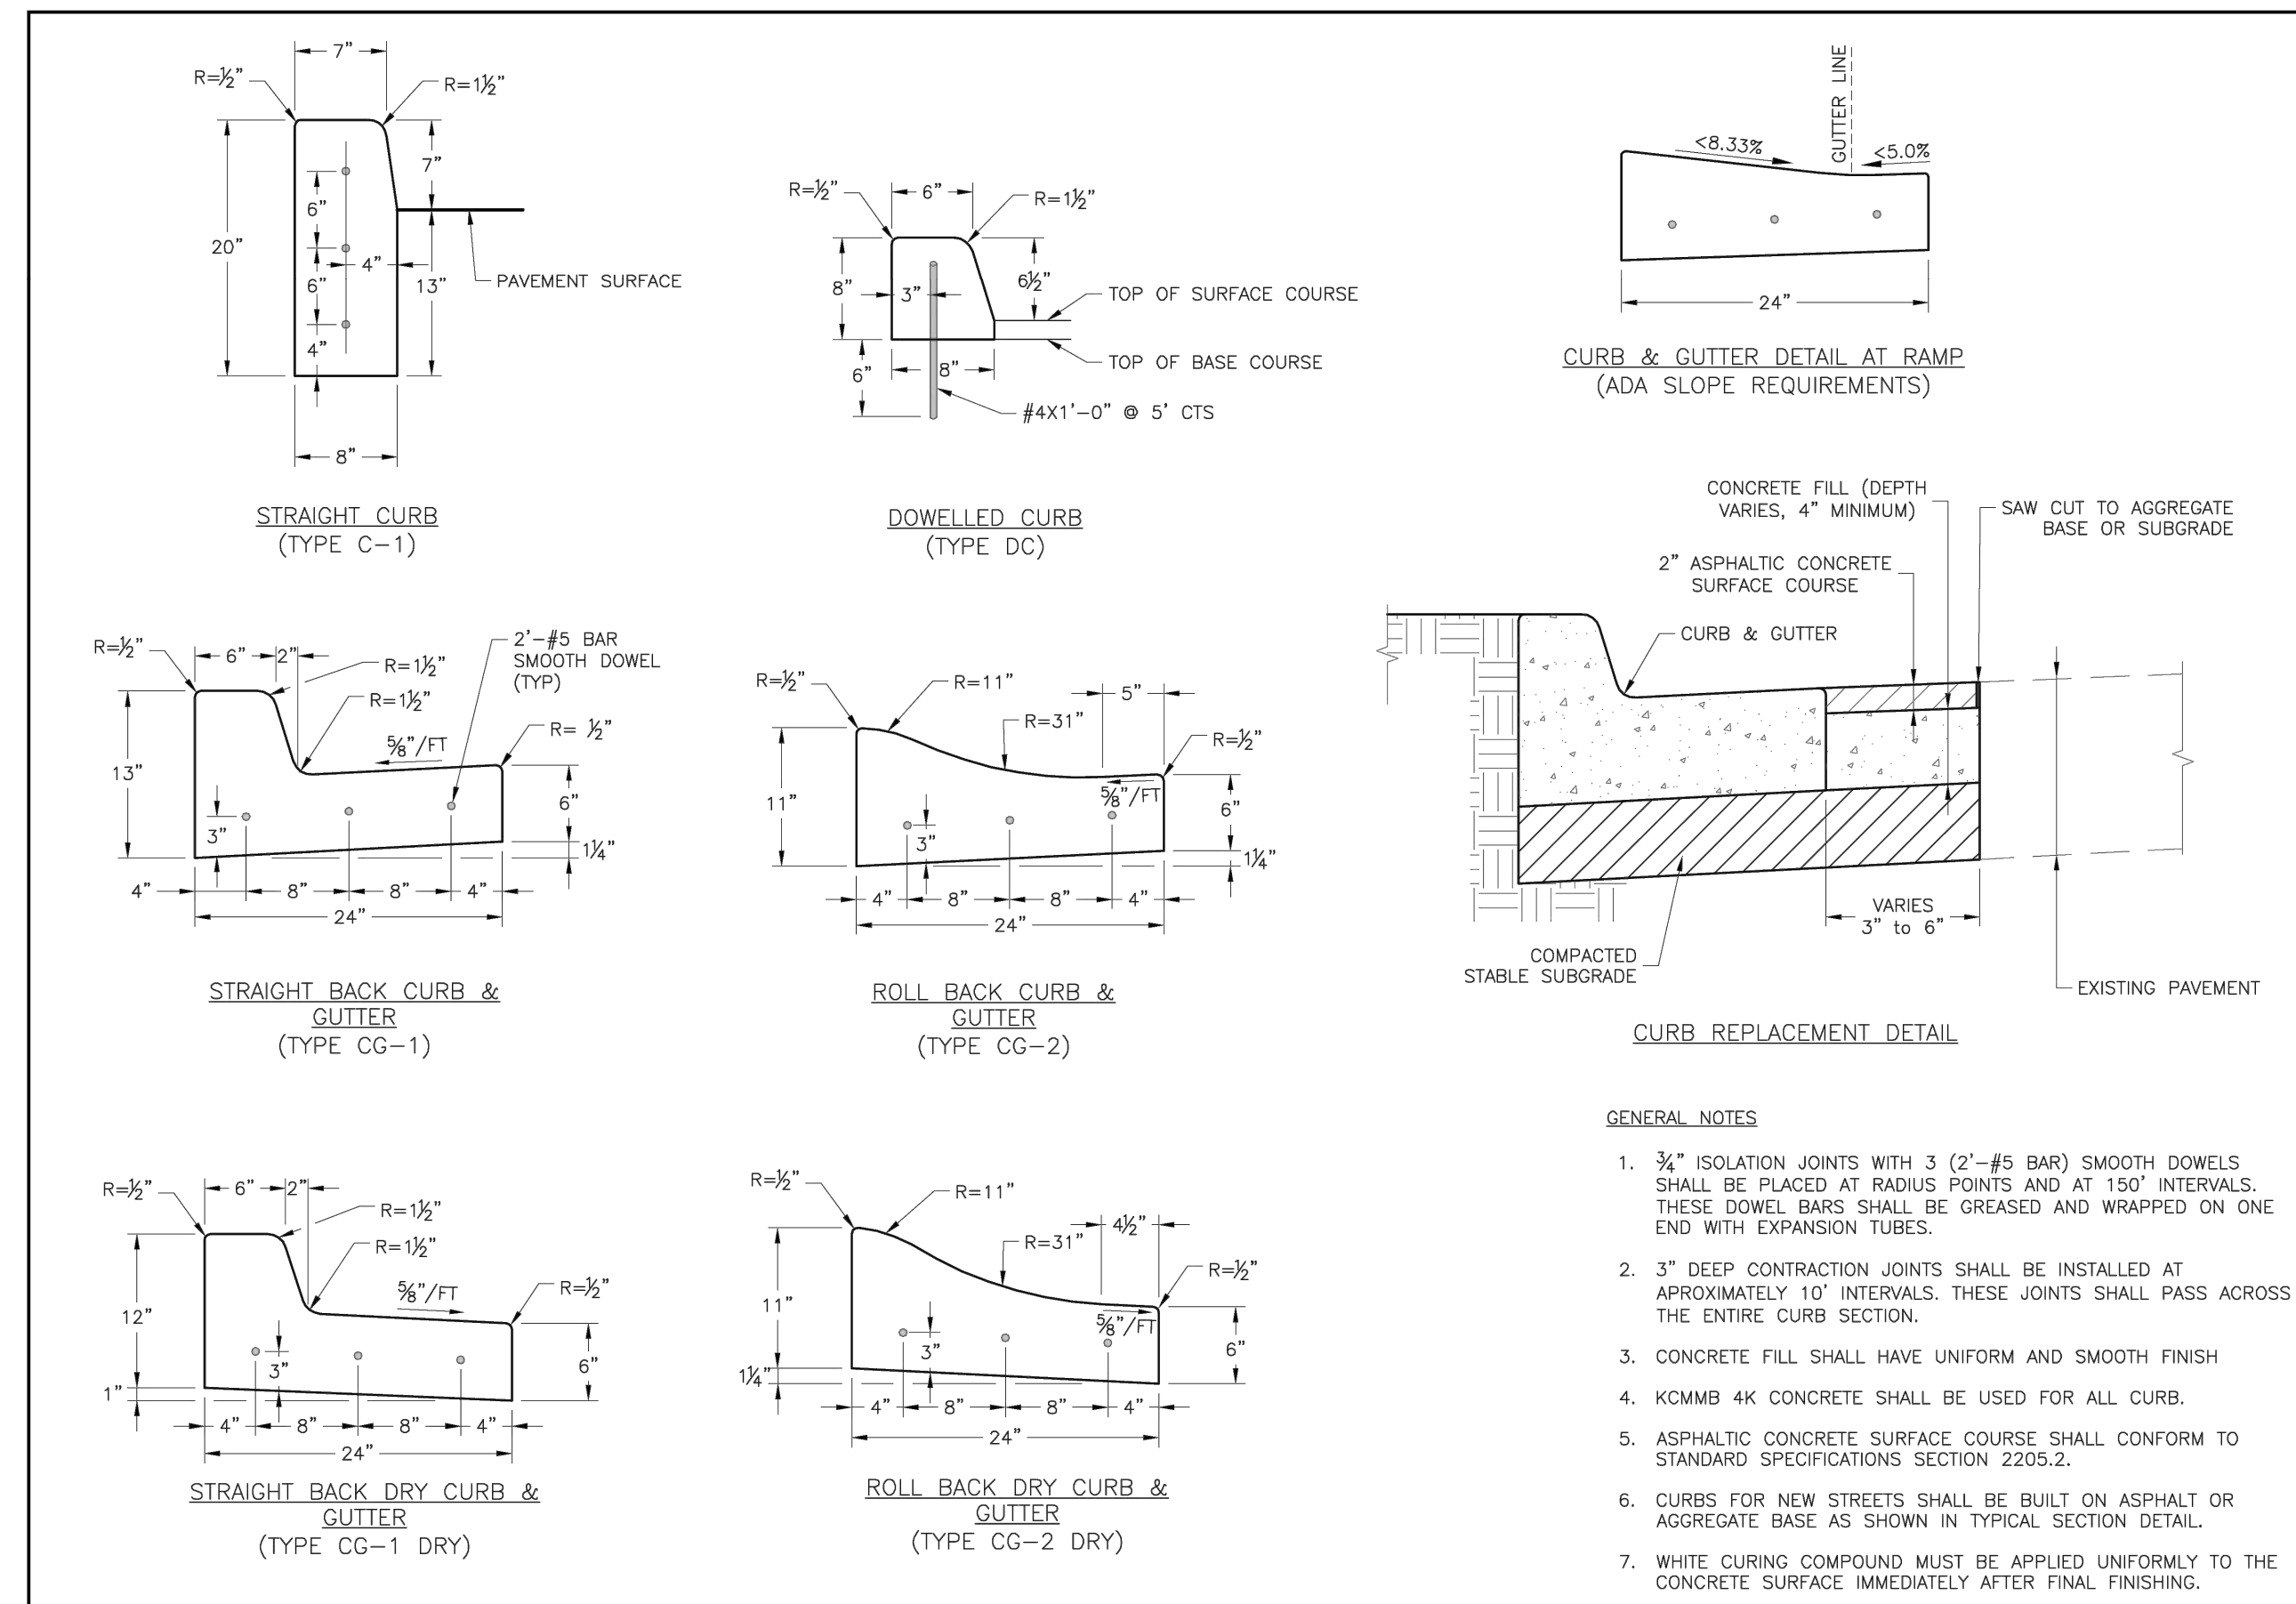 7"
R=½"
R=1½"
20"
7"
6"
6"
4"
4"
13"
PAVEMENT SURFACE
8"
STRAIGHT CURB
(TYPE C-1)
R=½"
6"
R=1½"
8"
3"
6½"
6"
8"
TOP OF SURFACE COURSE
TOP OF BASE COURSE
#4X1'-0" @ 5' CTS
DOWELLED CURB
(TYPE DC)
GUTTER LINE
<8.33%
<5.0%
24"
CURB & GUTTER DETAIL AT RAMP
(ADA SLOPE REQUIREMENTS)
R=½"
6"
2"
R=1½"
R=1½"
2'-#5 BAR
SMOOTH DOWEL
(TYP)
R= ½"
⅝"/FT
13"
3"
6"
1¼"
4"
8"
8"
4"
24"
STRAIGHT BACK CURB &
GUTTER
(TYPE CG-1)
R=½"
R=11"
R=31"
5"
R=½"
⅝"/FT
11"
3"
6"
1¼"
4"
8"
8"
4"
24"
ROLL BACK CURB &
GUTTER
(TYPE CG-2)
CONCRETE FILL (DEPTH
VARIES, 4" MINIMUM)
SAW CUT TO AGGREGATE
BASE OR SUBGRADE
2" ASPHALTIC CONCRETE
SURFACE COURSE
CURB & GUTTER
VARIES
3" to 6"
COMPACTED
STABLE SUBGRADE
EXISTING PAVEMENT
CURB REPLACEMENT DETAIL
R=½"
6"
2"
R=1½"
R=1½"
⅝"/FT
R=½"
12"
3"
6"
1"
4"
8"
8"
4"
24"
STRAIGHT BACK DRY CURB &
GUTTER
(TYPE CG-1 DRY)
R=½"
R=11"
R=31"
4½"
R=½"
⅝"/FT
11"
3"
6"
1¼"
4"
8"
8"
4"
24"
ROLL BACK DRY CURB &
GUTTER
(TYPE CG-2 DRY)
GENERAL NOTES
1. ¾" ISOLATION JOINTS WITH 3 (2'-#5 BAR) SMOOTH DOWELS
SHALL BE PLACED AT RADIUS POINTS AND AT 150' INTERVALS.
THESE DOWEL BARS SHALL BE GREASED AND WRAPPED ON ONE
END WITH EXPANSION TUBES.
2. 3" DEEP CONTRACTION JOINTS SHALL BE INSTALLED AT
APROXIMATELY 10' INTERVALS. THESE JOINTS SHALL PASS ACROSS
THE ENTIRE CURB SECTION.
3. CONCRETE FILL SHALL HAVE UNIFORM AND SMOOTH FINISH
4. KCMMB 4K CONCRETE SHALL BE USED FOR ALL CURB.
5. ASPHALTIC CONCRETE SURFACE COURSE SHALL CONFORM TO
STANDARD SPECIFICATIONS SECTION 2205.2.
6. CURBS FOR NEW STREETS SHALL BE BUILT ON ASPHALT OR
AGGREGATE BASE AS SHOWN IN TYPICAL SECTION DETAIL.
7. WHITE CURING COMPOUND MUST BE APPLIED UNIFORMLY TO THE
CONCRETE SURFACE IMMEDIATELY AFTER FINAL FINISHING.